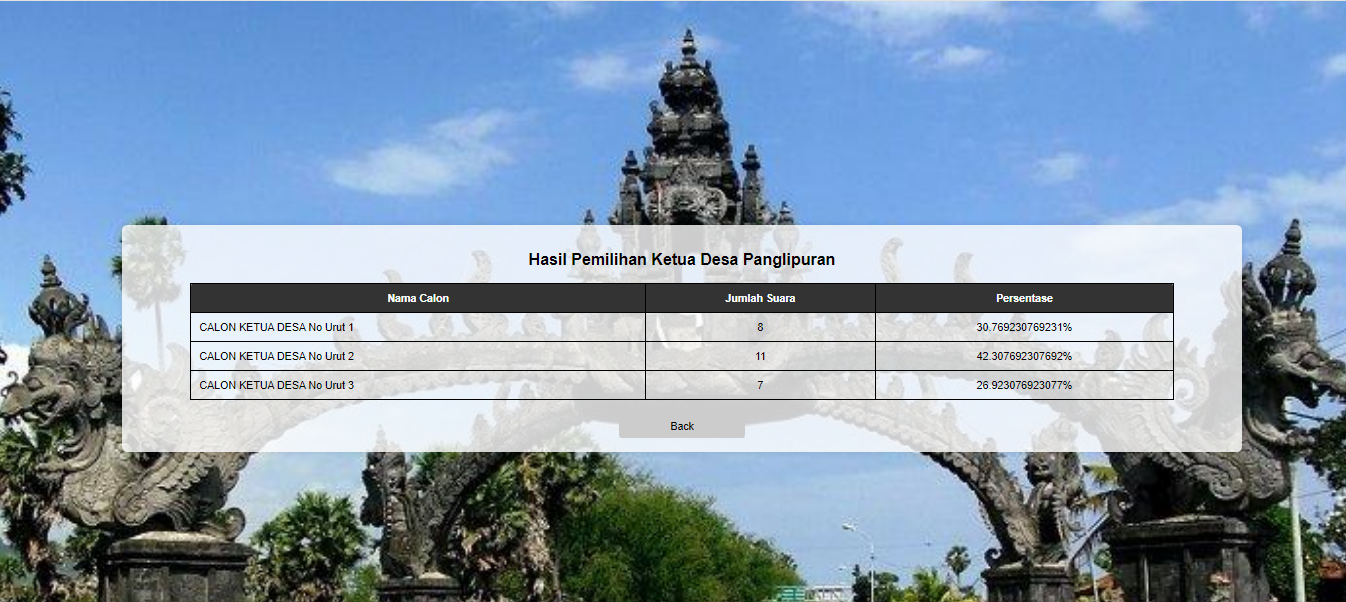 Hasil Pemilihan Ketua Desa Panglipuran
Nama Calon Jumlah Suara Persentase
CALON KETUA DESA No Urut 1 8 30.769230769231%
CALON KETUA DESA No Urut 2 11 42.307692307692%
CALON KETUA DESA No Urut 3 7 26.923076923077%
Back